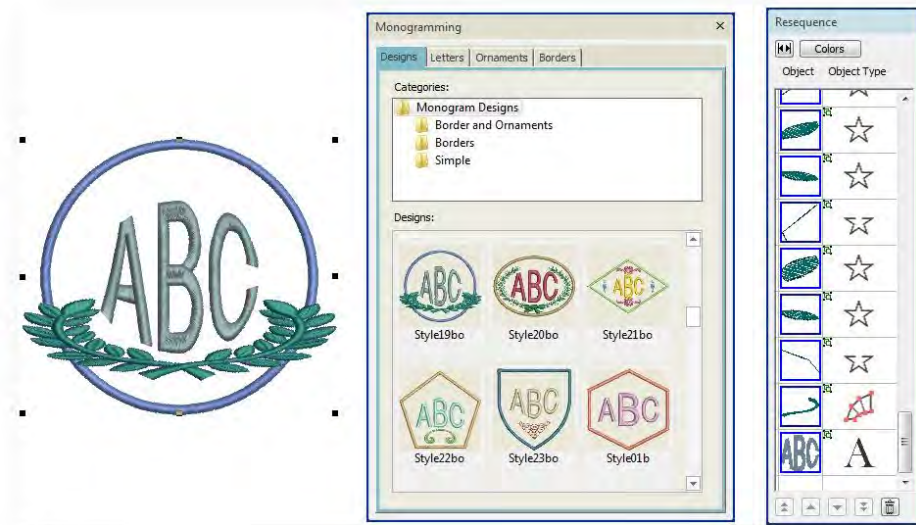 ABC
Monogramming
Designs Letters Ornaments Borders
Categories:
Monogram Designs
Border and Ornaments
Borders
Simple
Designs:
ABC ABC ABC
Style19bo Style20bo Style21bo
ABC ABC ABC
Style22bo Style23bo Style01b
Resequence
Colors
Object Object Type
ABC A